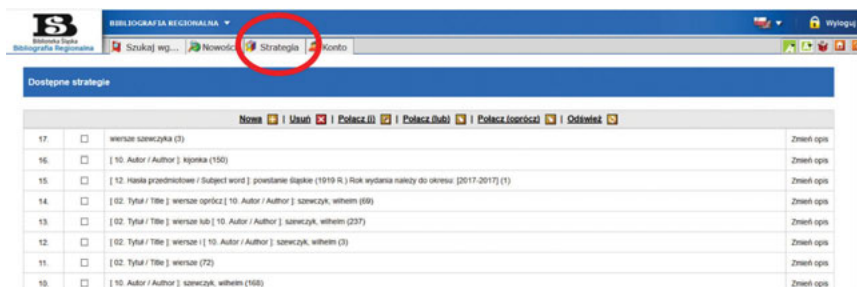 BIBLIOGRAFIA REGIONALNA
Wyloguj
IBS
Biblioteka Śląska
Bibliografia Regionalna
Szukaj wg... Nowości Strategia Konto
Dostępne strategie
Nowa | Usuń | Połącz (i) | Połącz (lub) | Połącz (oprócz) | Odśwież
17. wiersze szewczyka (3) Zmień opis
16. [ 10. Autor / Author ]: kijonka (150) Zmień opis
15. [ 12. Hasła przedmiotowe / Subject word ]: powstanie śląskie (1919 R.) Rok wydania należy do okresu: [2017-2017] (1) Zmień opis
14. [ 02. Tytuł / Title ]: wiersze oprócz [ 10. Autor / Author ]: szewczyk, wilhelm (69) Zmień opis
13. [ 02. Tytuł / Title ]: wiersze lub [ 10. Autor / Author ]: szewczyk, wilhelm (237) Zmień opis
12. [ 02. Tytuł / Title ]: wiersze i [ 10. Autor / Author ]: szewczyk, wilhelm (3) Zmień opis
11. [ 02. Tytuł / Title ]: wiersze (72) Zmień opis
10. [ 10. Autor / Author ]: szewczyk, wilhelm (168) Zmień opis